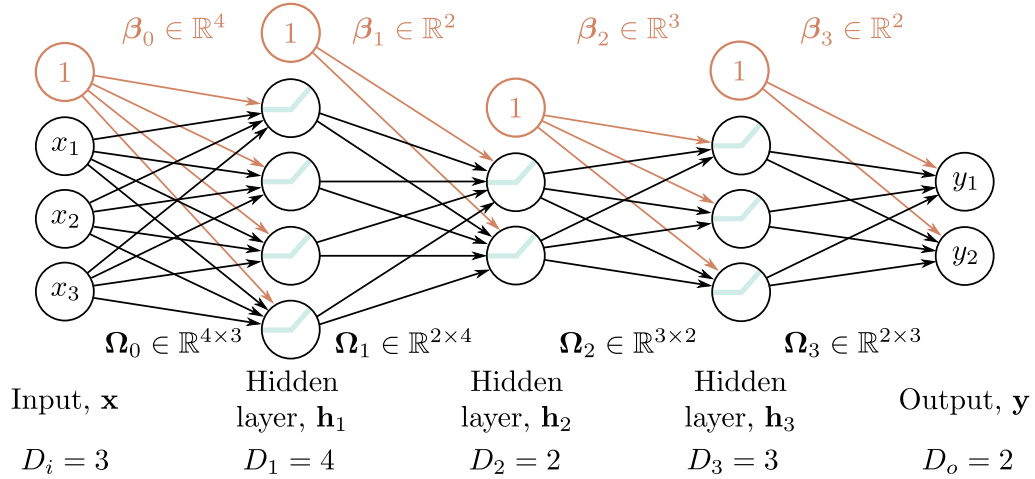 𝜷₀ ∈ ℝ⁴ 𝜷₁ ∈ ℝ² 𝜷₂ ∈ ℝ³ 𝜷₃ ∈ ℝ²
1 1 1 1
x₁
x₂
x₃
y₁
y₂
𝛀₀ ∈ ℝ⁴ˣ³ 𝛀₁ ∈ ℝ²ˣ⁴ 𝛀₂ ∈ ℝ³ˣ² 𝛀₃ ∈ ℝ²ˣ³
Input, 𝐱
Hidden
layer, 𝐡₁
Hidden
layer, 𝐡₂
Hidden
layer, 𝐡₃
Output, 𝐲
Dᵢ = 3 D₁ = 4 D₂ = 2 D₃ = 3 Dₒ = 2